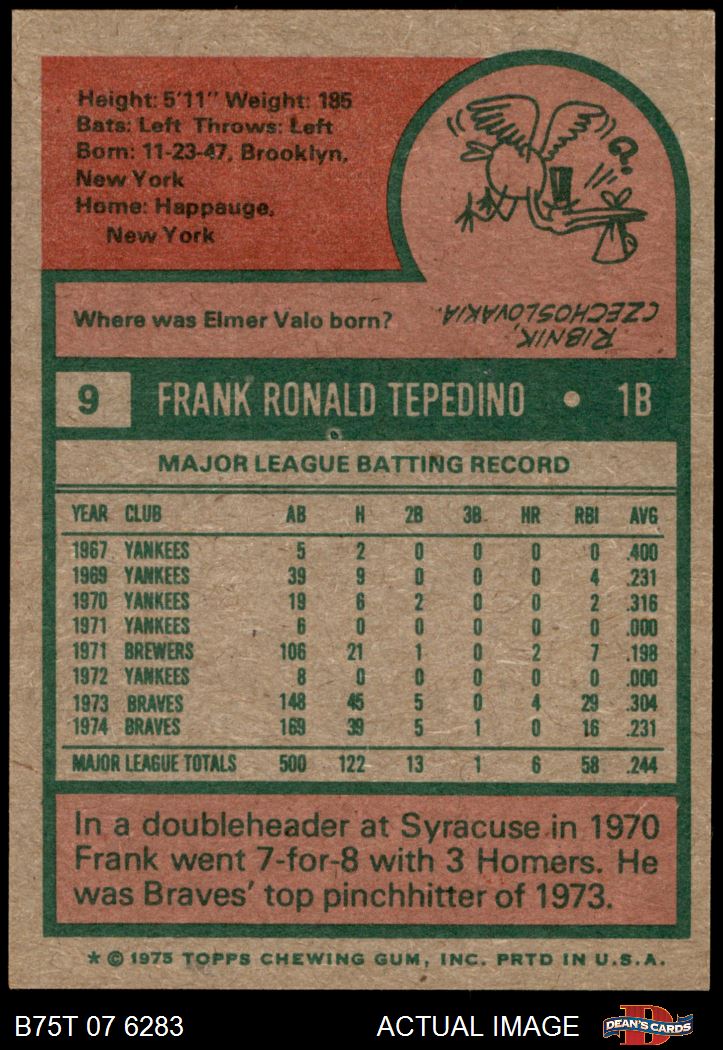 Height: 5'11" Weight: 185
Bats: Left Throws: Left
Born: 11-23-47, Brooklyn,
New York
Home: Happauge,
New York
Q.
Where was Elmer Valo born?
RIBNIK,
CZECHOSLOVAKIA.
9 FRANK RONALD TEPEDINO • 1B
MAJOR LEAGUE BATTING RECORD
YEAR CLUB AB H 2B 3B HR RBI AVG
1967 YANKEES 5 2 0 0 0 0 .400
1969 YANKEES 39 9 0 0 0 4 .231
1970 YANKEES 19 6 2 0 0 2 .316
1971 YANKEES 6 0 0 0 0 0 .000
1971 BREWERS 106 21 1 0 2 7 .198
1972 YANKEES 8 0 0 0 0 0 .000
1973 BRAVES 148 45 5 0 4 29 .304
1974 BRAVES 169 39 5 1 0 16 .231
MAJOR LEAGUE TOTALS 500 122 13 1 6 58 .244
In a doubleheader at Syracuse in 1970
Frank went 7-for-8 with 3 Homers. He
was Braves' top pinchhitter of 1973.
* © 1975 TOPPS CHEWING GUM, INC. PRTD IN U.S.A.
B75T 07 6283 ACTUAL IMAGE D DEAN'S CARDS